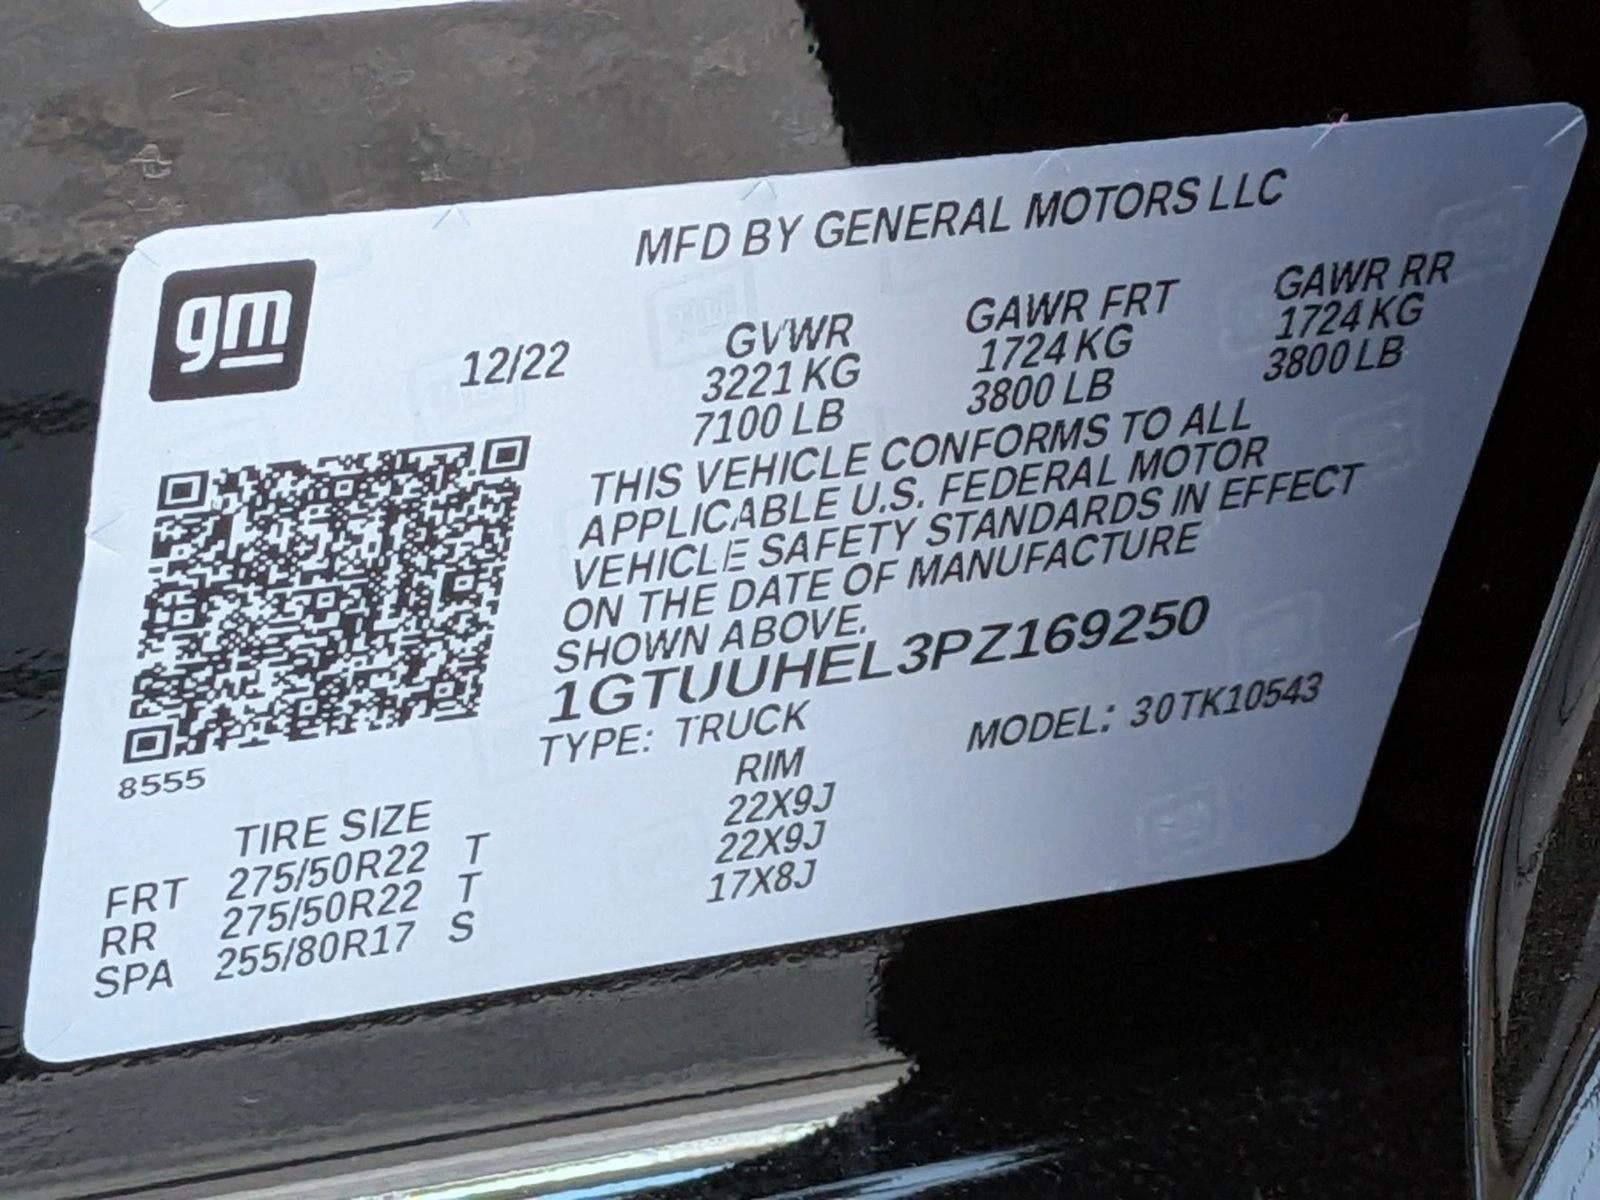 MFD BY GENERAL MOTORS LLC
gm
12/22
GVWR
3221 KG
7100 LB
GAWR FRT
1724 KG
3800 LB
GAWR RR
1724 KG
3800 LB
THIS VEHICLE CONFORMS TO ALL
APPLICABLE U.S. FEDERAL MOTOR
VEHICLE SAFETY STANDARDS IN EFFECT
ON THE DATE OF MANUFACTURE
SHOWN ABOVE.
1GTUUHEL3PZ169250
TYPE: TRUCK MODEL: 30TK10543
8555
TIRE SIZE RIM
FRT 275/50R22 T 22X9J
RR 275/50R22 T 22X9J
SPA 255/80R17 S 17X8J